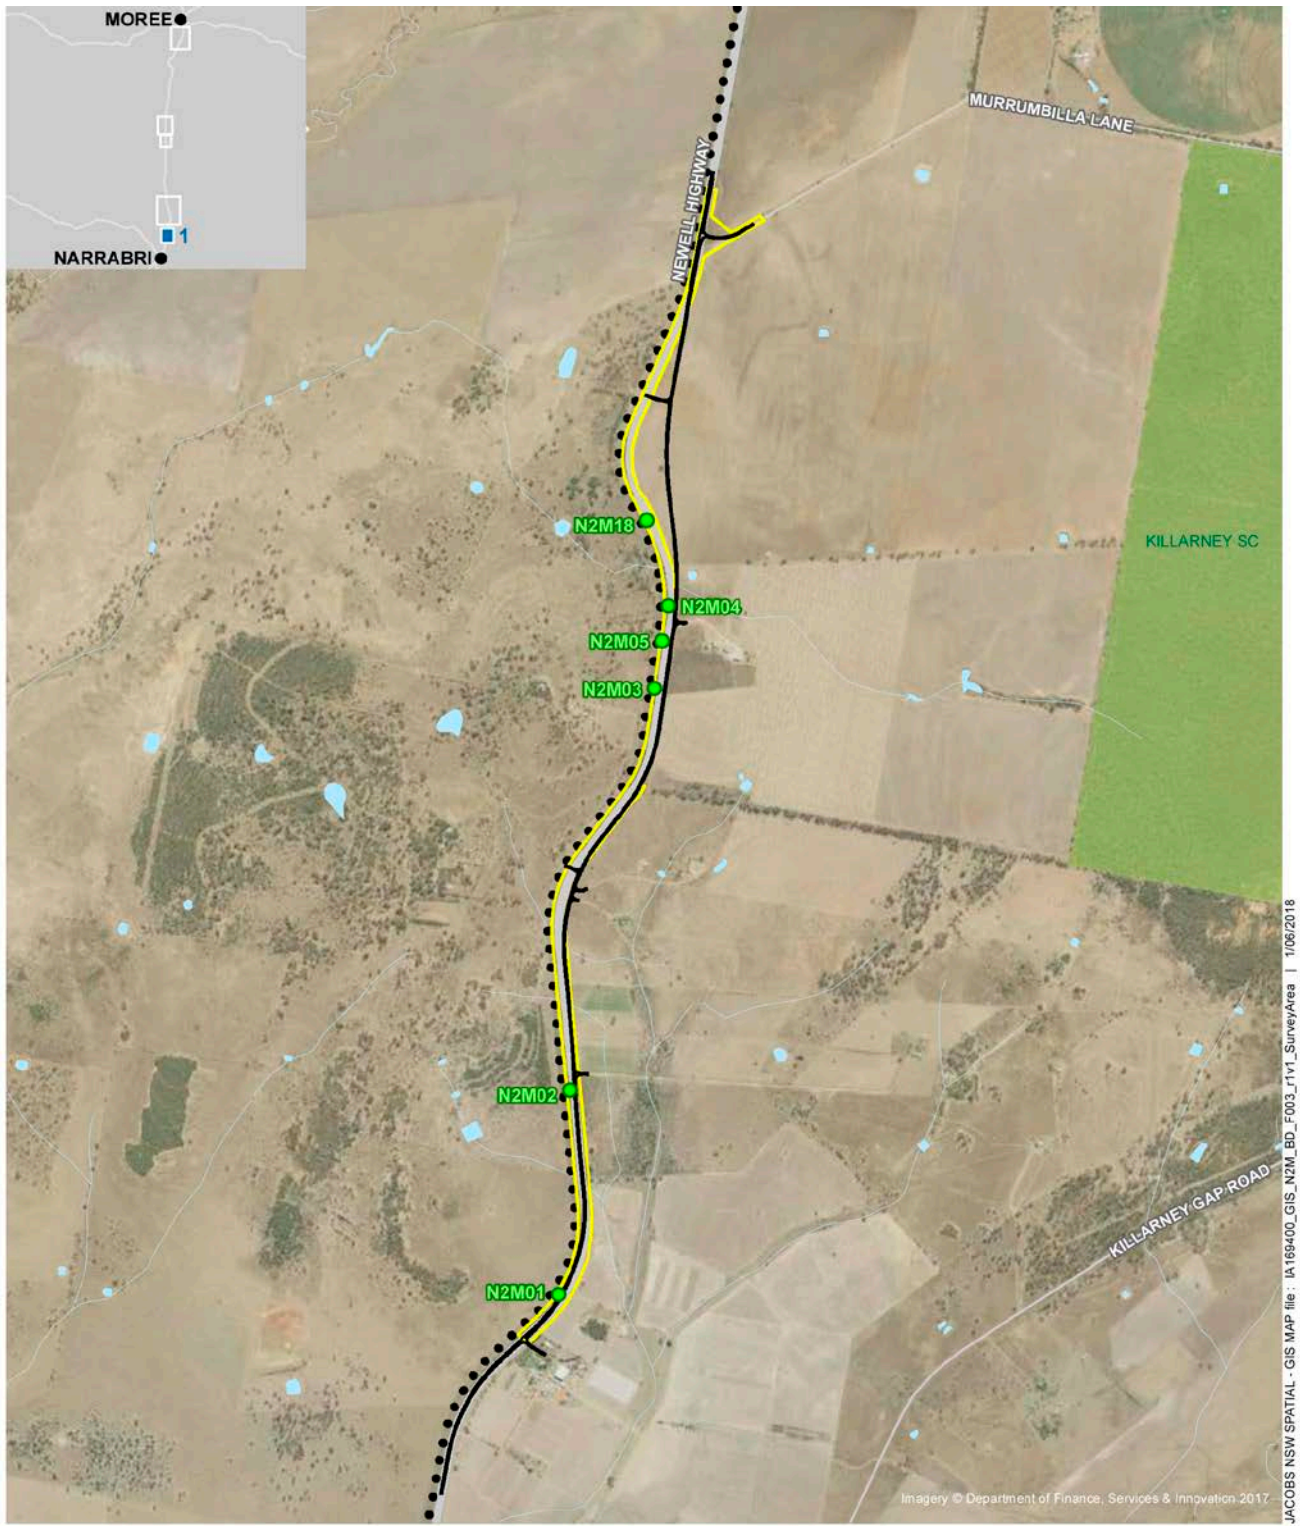 MOREE
1
NARRABRI
MURRUMBILLA LANE
NEWELL HIGHWAY
N2M18
KILLARNEY SC
N2M04
N2M05
N2M03
N2M02
KILLARNEY GAP ROAD
N2M01
Imagery © Department of Finance, Services & Innovation 2017
JACOBS NSW SPATIAL - GIS MAP file : IA169400_GIS_N2M_BD_F003_r1v1_SurveyArea | 1/06/2018